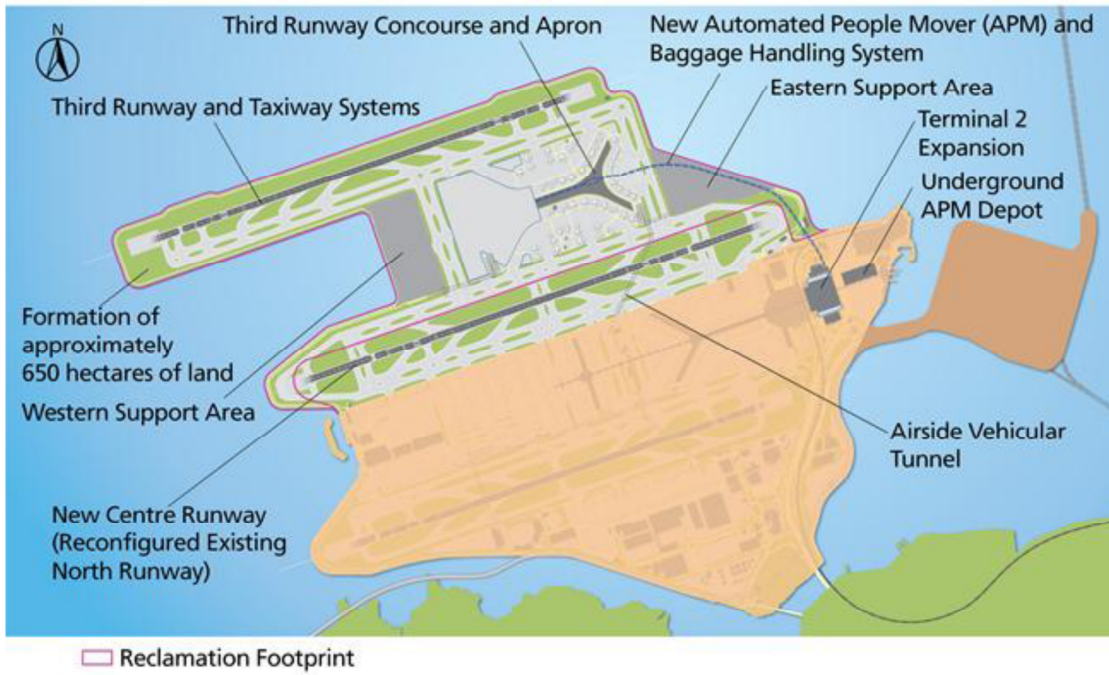 N
Third Runway Concourse and Apron
New Automated People Mover (APM) and
Baggage Handling System
Third Runway and Taxiway Systems
Eastern Support Area
Terminal 2
Expansion
Underground
APM Depot
Formation of
approximately
650 hectares of land
Western Support Area
Airside Vehicular
Tunnel
New Centre Runway
(Reconfigured Existing
North Runway)
Reclamation Footprint